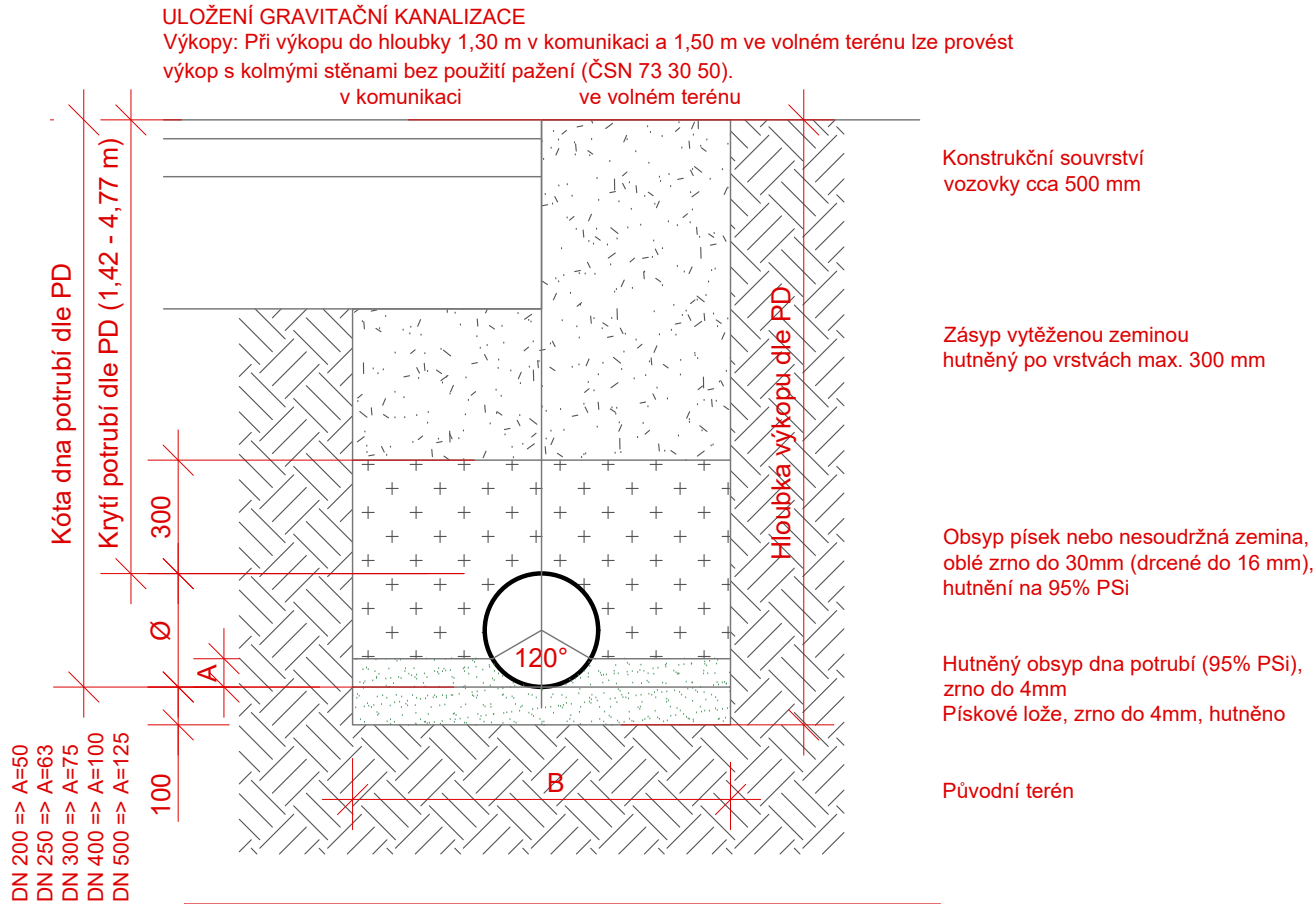 ULOŽENÍ GRAVITAČNÍ KANALIZACE
Výkopy: Při výkopu do hloubky 1,30 m v komunikaci a 1,50 m ve volném terénu lze provést
výkop s kolmými stěnami bez použití pažení (ČSN 73 30 50).
v komunikaci
ve volném terénu
Kóta dna potrubí dle PD
Krytí potrubí dle PD (1,42 - 4,77 m)
Hloubka výkopu dle PD
Konstrukční souvrství
vozovky cca 500 mm
Zásyp vytěženou zeminou
hutněný po vrstvách max. 300 mm
300
Obsyp písek nebo nesoudržná zemina,
oblé zrno do 30mm (drcené do 16 mm),
hutnění na 95% PSi
Ø
A
120°
Hutněný obsyp dna potrubí (95% PSi),
zrno do 4mm
Pískové lože, zrno do 4mm, hutněno
100
B
Původní terén
DN 200 => A=50
DN 250 => A=63
DN 300 => A=75
DN 400 => A=100
DN 500 => A=125